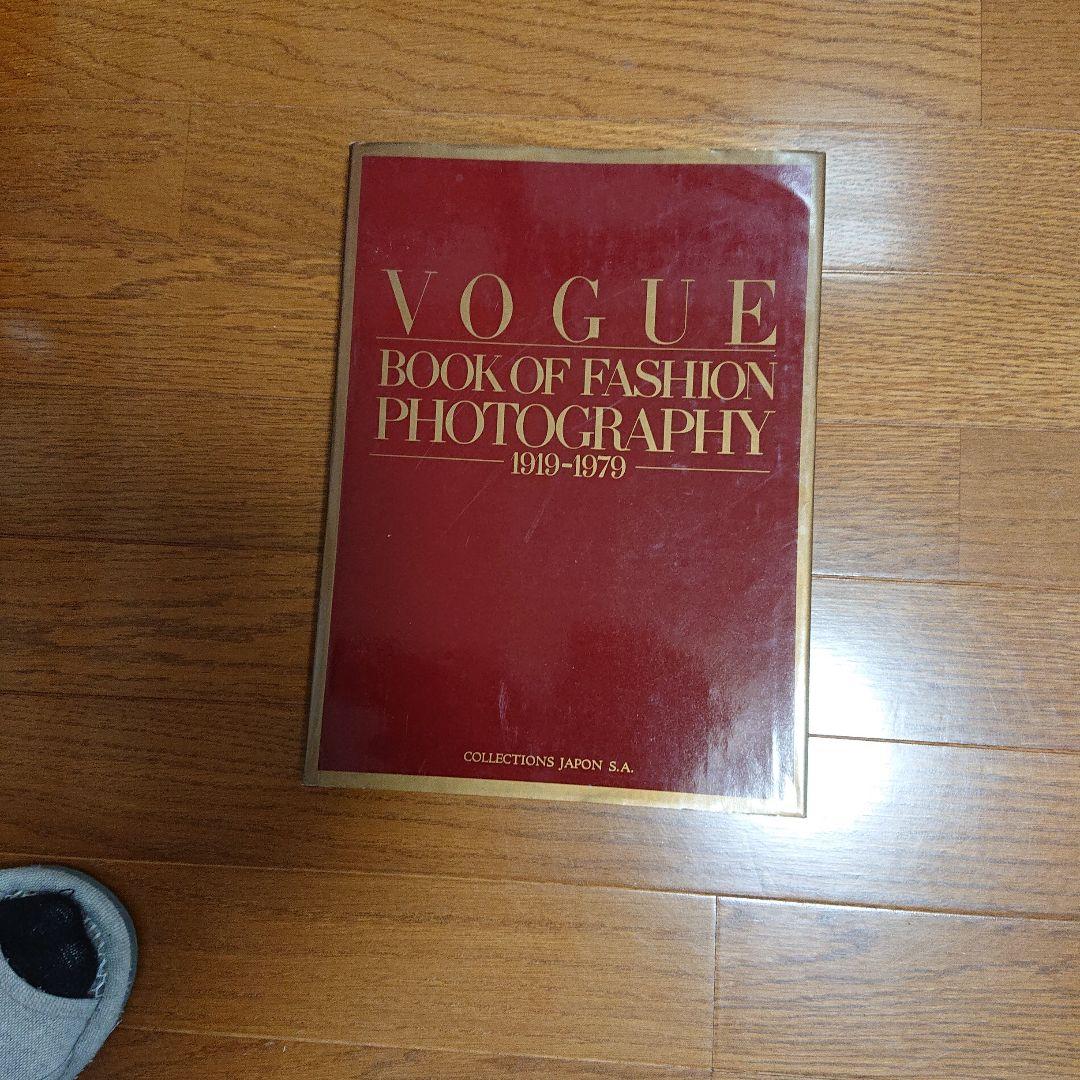 VOGUE
BOOK OF FASHION
PHOTOGRAPHY
1919-1979
COLLECTIONS JAPON S.A.